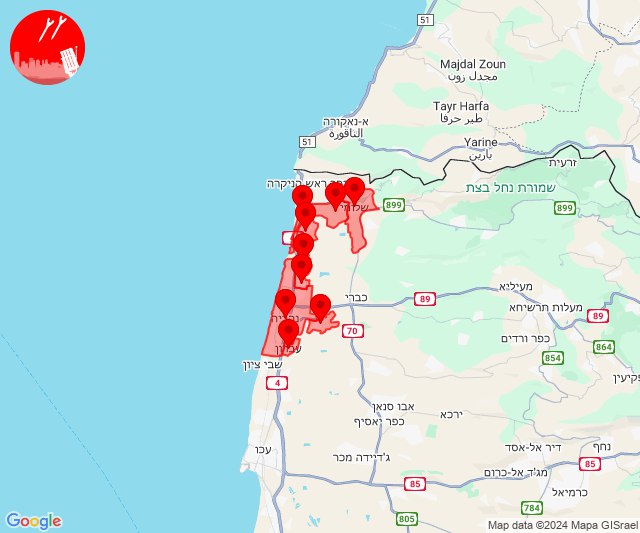 51
Majdal Zoun
مجدل زون
Tayr Harfa
طير حرفا
א-נאקורה
الناقورة
51
Yarine
يارين
זרעית
ראש הניקרה
שמורת נחל בצת
899
899
4
מעיליא
כברי
89
מעלות תרשיחא
89
70
כפר ורדים
864
854
שבי ציון
4
אבו סנאן
ירכא
כפר יאסיף
נחף
דיר אל-אסד
עכו
ג'דיידה מכר
85
מג'ד אל-כרום
85
כרמיאל
784
805
Google
Map data ©2024 Mapa GISrael